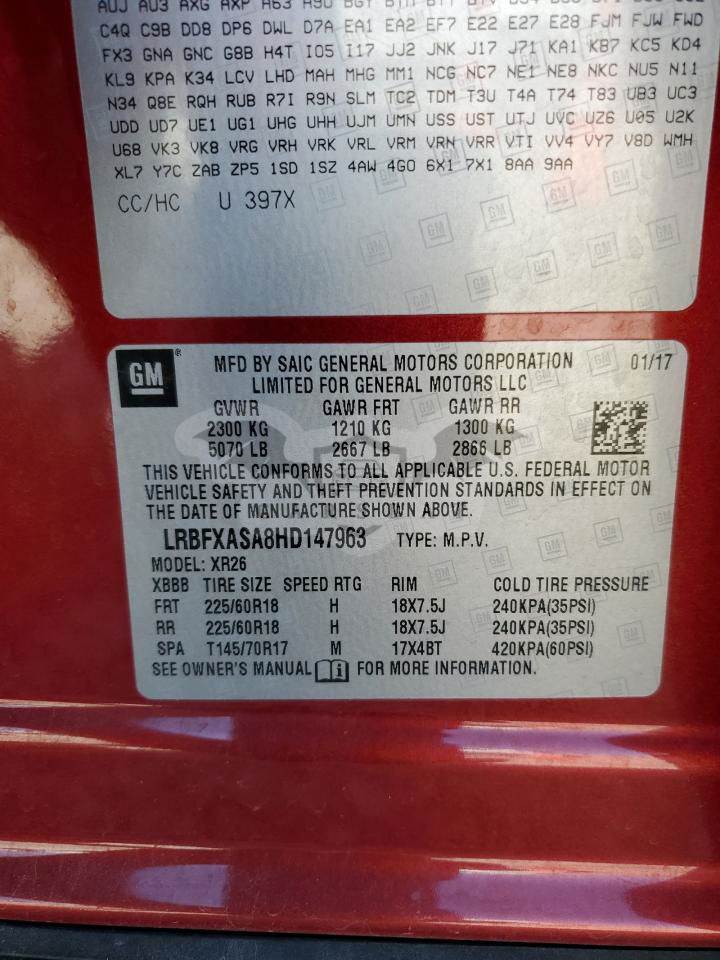 AUJ AU3 AXG AXP A63 A90
C4Q C9B DD8 DP6 DWL D7A EA1 EA2 EF7 E22 E27 E28 FJM FJW FWD
FX3 GNA GNC G8B H4T IO5 I17 JJ2 JNK J17 J71 KA1 KB7 KC5 KD4
KL9 KPA K34 LCV LHD MAH MHG MM1 NCG NC7 NE1 NE8 NKC NU5 N11
N34 Q8E RQH RUB R7I R9N SLM TC2 TDM T3U T4A T74 T83 UB3 UC3
UDD UD7 UE1 UG1 UHG UHH UJM UMN USS UST UTJ UVC UZ6 U05 U2K
U68 VK3 VK8 VRG VRH VRK VRL VRM VRN VRR VTI VV4 VY7 V8D WMH
XL7 Y7C ZAB ZP5 1SD 1SZ 4AW 4GO 6X1 7X1 8AA 9AA
CC/HC U 397X
GM®
MFD BY SAIC GENERAL MOTORS CORPORATION 01/17
LIMITED FOR GENERAL MOTORS LLC
GVWR GAWR FRT GAWR RR
2300 KG 1210 KG 1300 KG
5070 LB 2667 LB 2866 LB
THIS VEHICLE CONFORMS TO ALL APPLICABLE U.S. FEDERAL MOTOR
VEHICLE SAFETY AND THEFT PREVENTION STANDARDS IN EFFECT ON
THE DATE OF MANUFACTURE SHOWN ABOVE.
LRBFXASA8HD147963 TYPE: M.P.V.
MODEL: XR26
XBBB TIRE SIZE SPEED RTG RIM COLD TIRE PRESSURE
FRT 225/60R18 H 18X7.5J 240KPA(35PSI)
RR 225/60R18 H 18X7.5J 240KPA(35PSI)
SPA T145/70R17 M 17X4BT 420KPA(60PSI)
SEE OWNER'S MANUAL i FOR MORE INFORMATION.